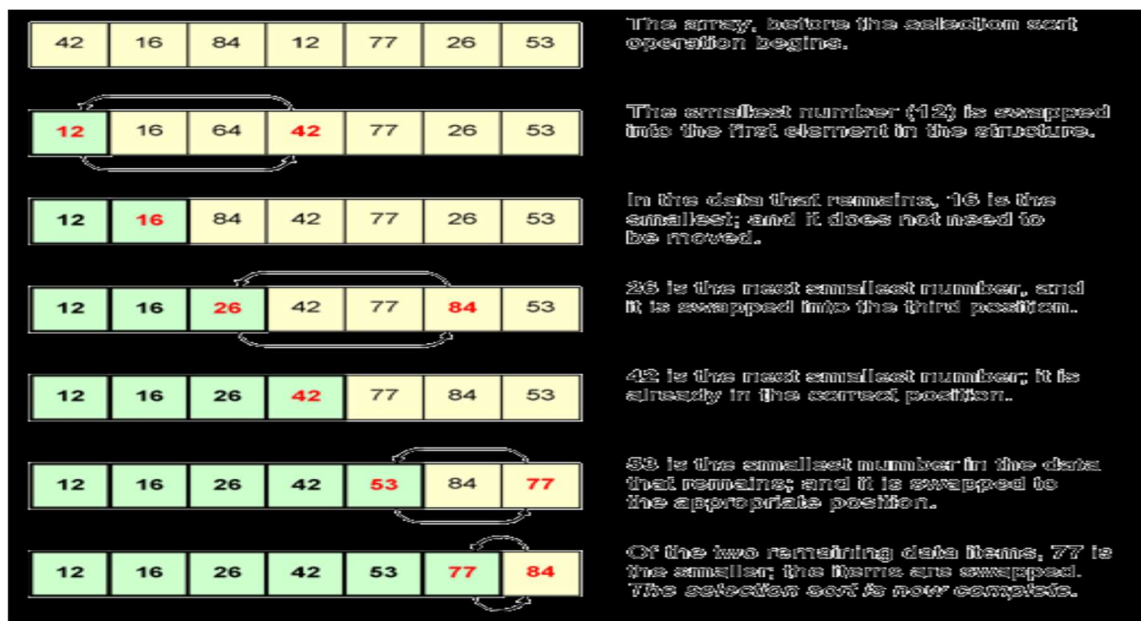 42 16 84 12 77 26 53
The array, before the selection sort
operation begins.
12 16 64 42 77 26 53
The smallest number (12) is swapped
into the first element in the structure.
12 16 84 42 77 26 53
In the data that remains, 16 is the
smallest; and it does not need to
be moved.
12 16 26 42 77 84 53
26 is the next smallest number, and
it is swapped into the third position.
12 16 26 42 77 84 53
42 is the next smallest number; it is
already in the correct position.
12 16 26 42 53 84 77
53 is the smallest number in the data
that remains; and it is swapped to
the appropriate position.
12 16 26 42 53 77 84
Of the two remaining data items, 77 is
the smaller; the items are swapped.
The selection sort is now complete.